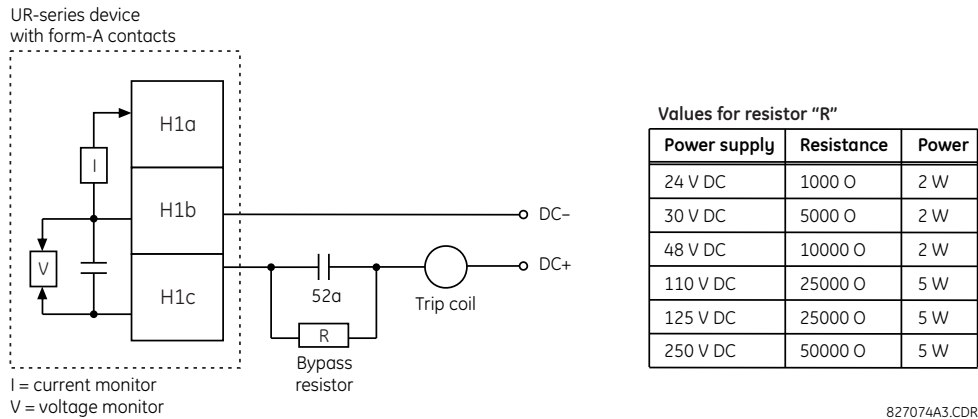 UR-series device
with form-A contacts
H1a
I
H1b
DC–
V
DC+
H1c
52a
Trip coil
R
Bypass
resistor
I = current monitor
V = voltage monitor
Values for resistor “R”
Power supply Resistance Power
24 V DC 1000 O 2 W
30 V DC 5000 O 2 W
48 V DC 10000 O 2 W
110 V DC 25000 O 5 W
125 V DC 25000 O 5 W
250 V DC 50000 O 5 W
827074A3.CDR